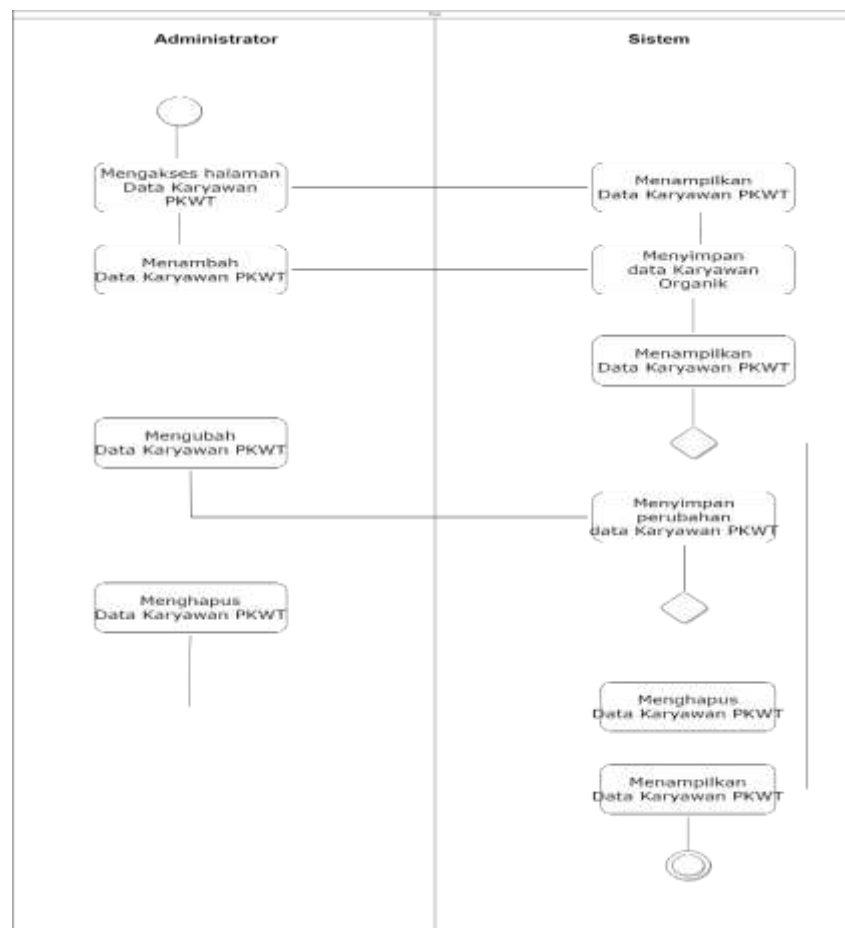 Administrator
Sistem
Mengakses halaman
Data Karyawan
PKWT
Menampilkan
Data Karyawan PKWT
Menambah
Data Karyawan PKWT
Menyimpan
data Karyawan
Organik
Menampilkan
Data Karyawan PKWT
Mengubah
Data Karyawan PKWT
Menyimpan
perubahan
data Karyawan PKWT
Menghapus
Data Karyawan PKWT
Menghapus
Data Karyawan PKWT
Menampilkan
Data Karyawan PKWT